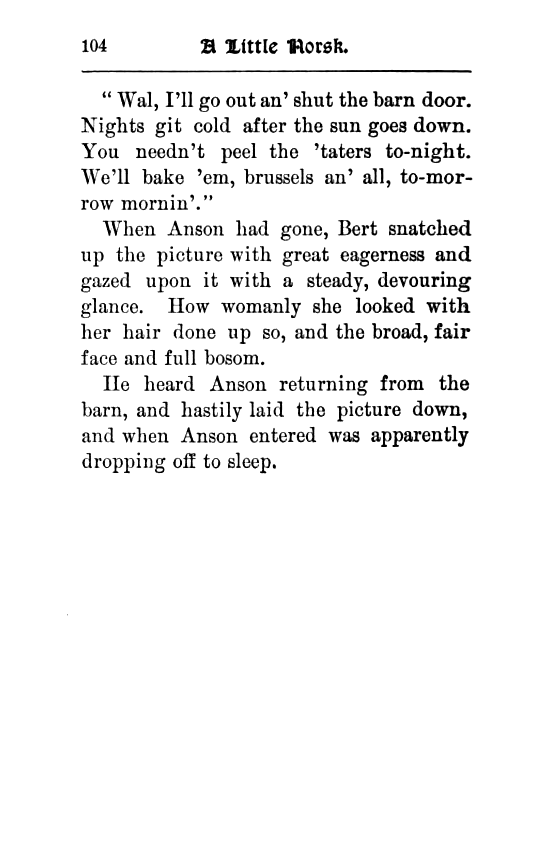 104 A Little Norsk.
“ Wal, I’ll go out an’ shut the barn door.
Nights git cold after the sun goes down.
You needn’t peel the ’taters to-night.
We’ll bake ’em, brussels an’ all, to-mor-
row mornin’.”
When Anson had gone, Bert snatched
up the picture with great eagerness and
gazed upon it with a steady, devouring
glance. How womanly she looked with
her hair done up so, and the broad, fair
face and full bosom.
He heard Anson returning from the
barn, and hastily laid the picture down,
and when Anson entered was apparently
dropping off to sleep.